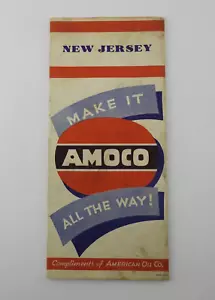 NEW JERSEY
MAKE IT
AMOCO
ALL THE WAY!
Compliments of AMERICAN OIL CO.